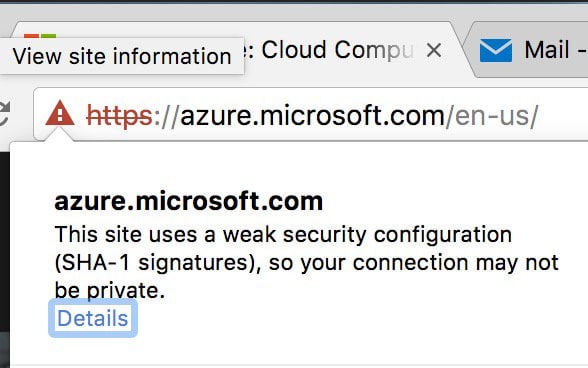 View site information
e: Cloud Compu
Mail -
https://azure.microsoft.com/en-us/
azure.microsoft.com
This site uses a weak security configuration
(SHA-1 signatures), so your connection may not
be private.
Details